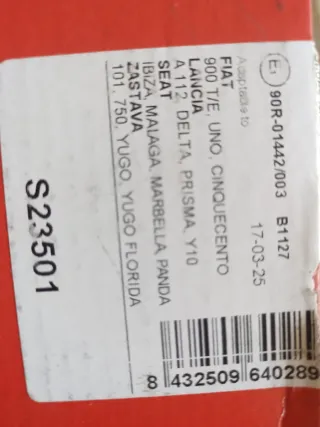 E1 90R-01442/003 B1127
Adaptable to 17-03-25
FIAT
900 T/E, UNO, CINQUECENTO
LANCIA
A 112, DELTA, PRISMA, Y10
SEAT
IBIZA, MALAGA, MARBELLA, PANDA
ZASTAVA
101, 750, YUGO, YUGO FLORIDA
S23501
8 432509 640289